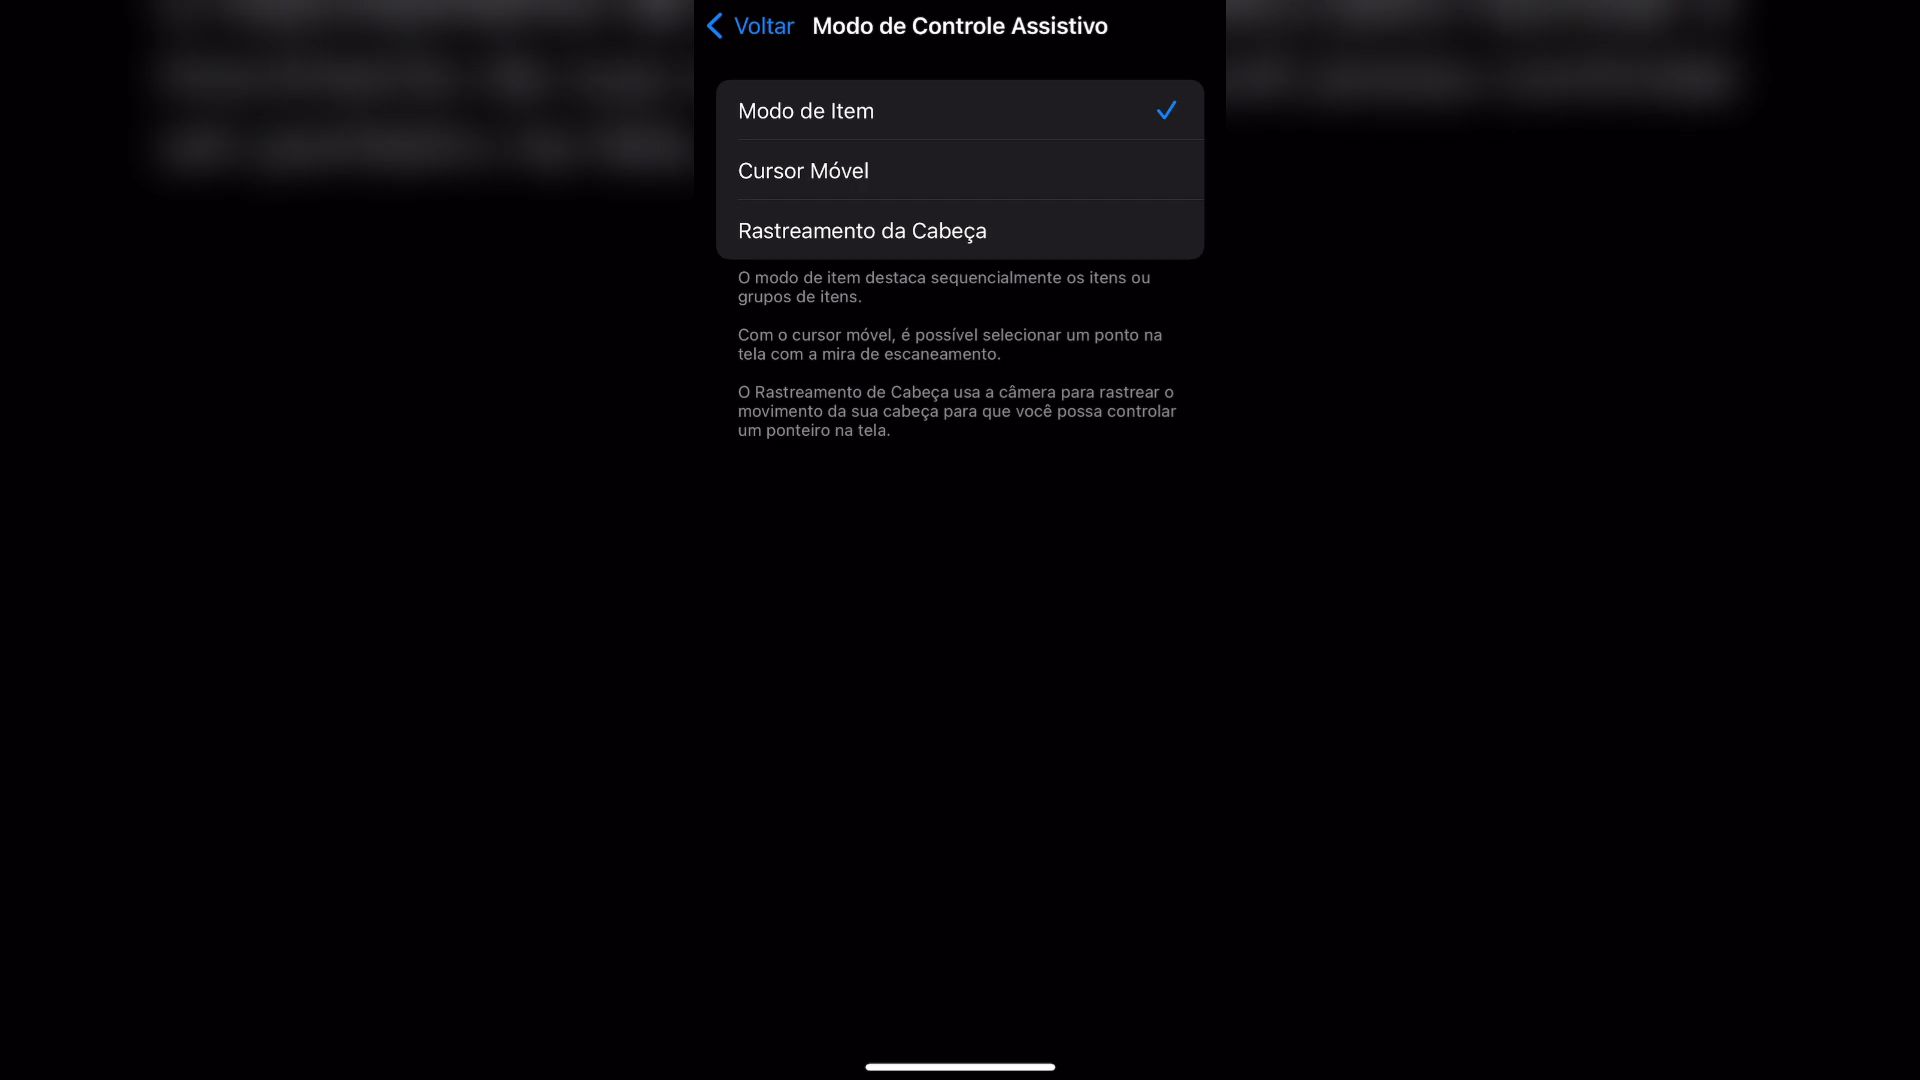 Voltar Modo de Controle Assistivo
Modo de Item
Cursor Móvel
Rastreamento da Cabeça
O modo de item destaca sequencialmente os itens ou
grupos de itens.
Com o cursor móvel, é possível selecionar um ponto na
tela com a mira de escaneamento.
O Rastreamento de Cabeça usa a câmera para rastrear o
movimento da sua cabeça para que você possa controlar
um ponteiro na tela.